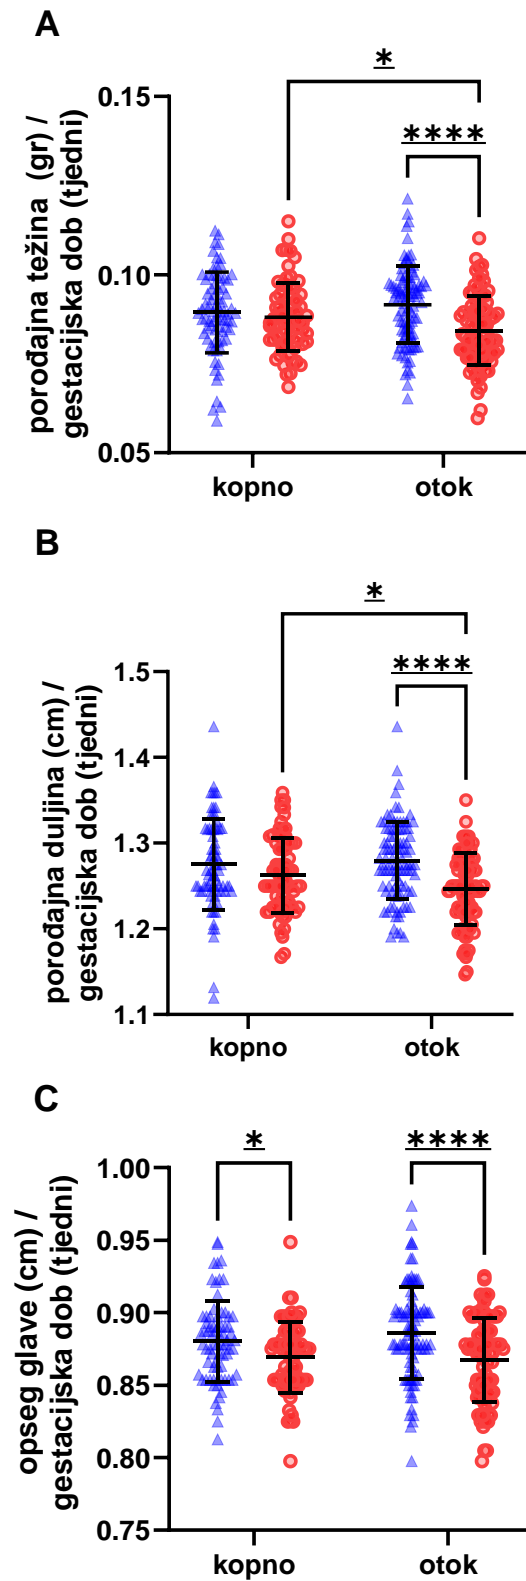 A
*
****
0.15
0.10
0.05
porođajna težina (gr) /
gestacijska dob (tjedni)
kopno
otok
B
*
****
1.5
1.4
1.3
1.2
1.1
porođajna duljina (cm) /
gestacijska dob (tjedni)
kopno
otok
C
*
****
1.00
0.95
0.90
0.85
0.80
0.75
opseg glave (cm) /
gestacijska dob (tjedni)
kopno
otok